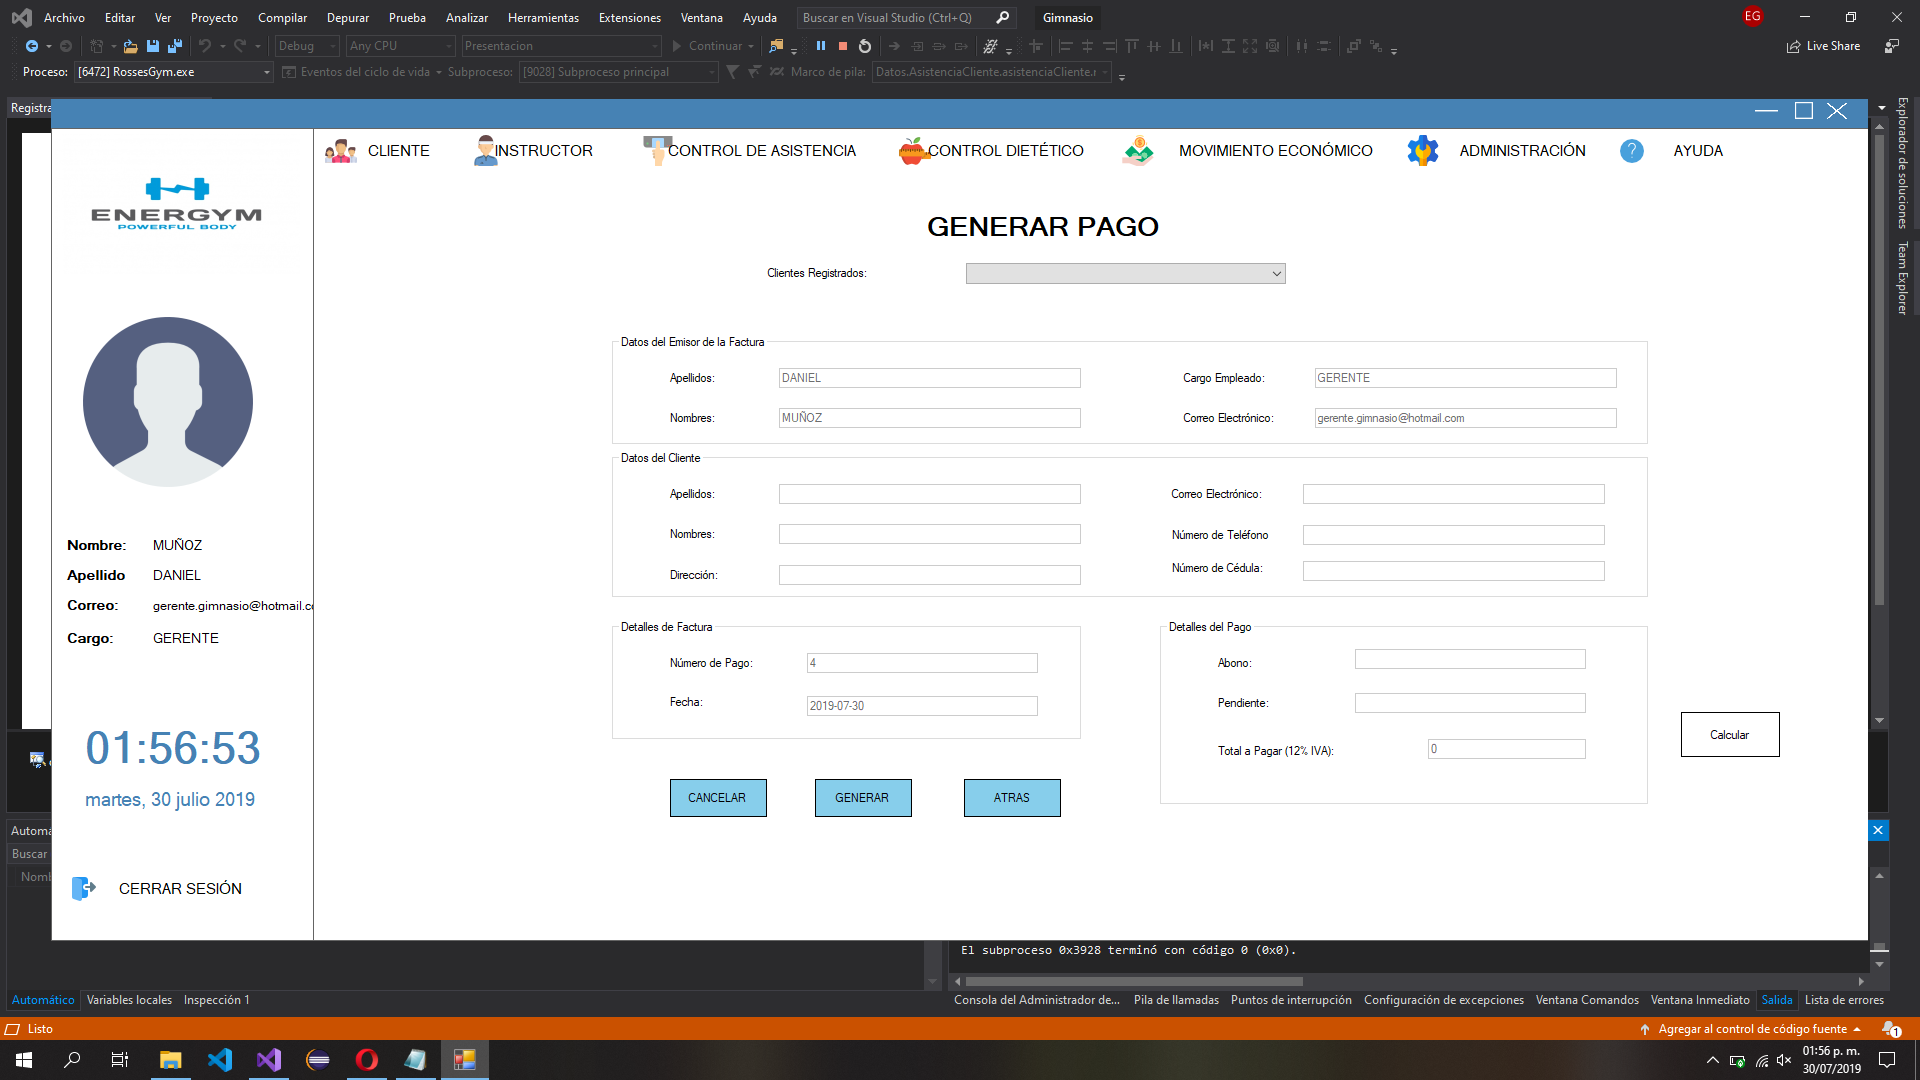 Archivo Editar Ver Proyecto Compilar Depurar Prueba Analizar Herramientas Extensiones Ventana Ayuda Buscar en Visual Studio (Ctrl+Q) Gimnasio EG
Debug Any CPU Presentacion Continuar Live Share
Proceso: [6472] RossesGym.exe Eventos del ciclo de vida Subproceso: [9028] Subproceso principal Marco de pila: Datos.AsistenciaCliente.asistenciaCliente.r
Registra
Explorador de soluciones
Team Explorer
CLIENTE INSTRUCTOR CONTROL DE ASISTENCIA CONTROL DIETÉTICO MOVIMIENTO ECONÓMICO ADMINISTRACIÓN ? AYUDA
ENERGYM
POWERFUL BODY
GENERAR PAGO
Clientes Registrados:
Datos del Emisor de la Factura
Apellidos: DANIEL Cargo Empleado: GERENTE
Nombres: MUÑOZ Correo Electrónico: gerente.gimnasio@hotmail.com
Datos del Cliente
Apellidos: Correo Electrónico:
Nombres: Número de Teléfono
Dirección: Número de Cédula:
Nombre: MUÑOZ
Apellido DANIEL
Correo: gerente.gimnasio@hotmail.co
Cargo: GERENTE
Detalles de Factura
Número de Pago: 4
Fecha: 2019-07-30
Detalles del Pago
Abono:
Pendiente:
Total a Pagar (12% IVA): 0
Calcular
CANCELAR GENERAR ATRAS
01:56:53
martes, 30 julio 2019
CERRAR SESIÓN
Automá
Buscar
Nomb
El subproceso 0x3928 terminó con código 0 (0x0).
Automático Variables locales Inspección 1
Consola del Administrador de... Pila de llamadas Puntos de interrupción Configuración de excepciones Ventana Comandos Ventana Inmediato Salida Lista de errores
Listo Agregar al control de código fuente 1
01:56 p. m.
30/07/2019